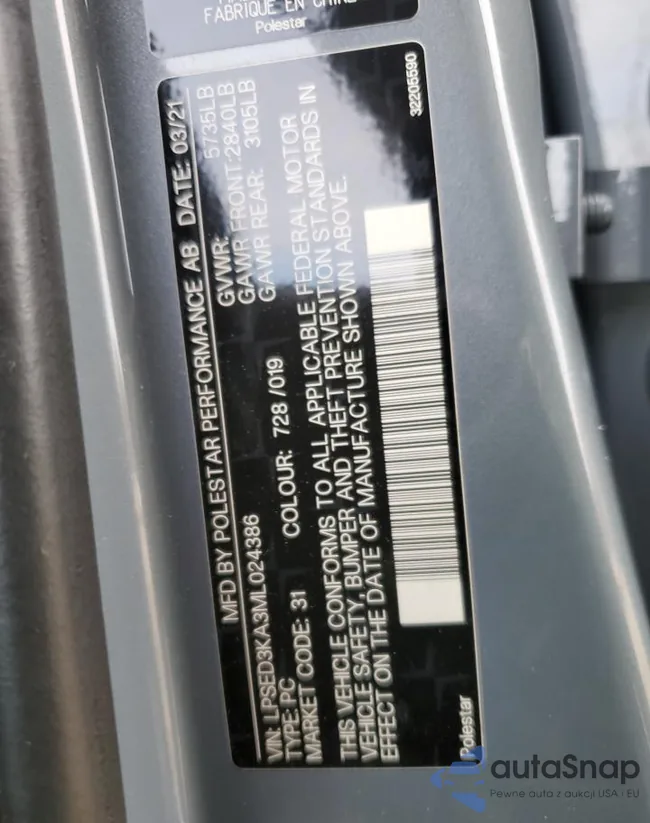 FABRIQUÉ EN CHINE
Polestar
MFD BY POLESTAR PERFORMANCE AB DATE: 03/21
GVWR: 5735LB
GAWR FRONT:2840LB
GAWR REAR: 3105LB
VIN: LPSED3KA3ML024386
TYPE: PC
MARKET CODE: 31 COLOUR: 728 /019
THIS VEHICLE CONFORMS TO ALL APPLICABLE FEDERAL MOTOR
VEHICLE SAFETY, BUMPER AND THEFT PREVENTION STANDARDS IN
EFFECT ON THE DATE OF MANUFACTURE SHOWN ABOVE.
Polestar
32205590
autaSnap
Pewne auta z aukcji USA i EU